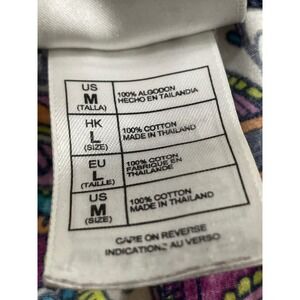 US
M
(TALLA)
100% ALGODON
HECHO EN TAILANDIA
HK
L
(SIZE)
100% COTTON
MADE IN THAILAND
EU
L
(TAILLE)
100% COTON
FABRIQUE EN
THAILANDE
US
M
(SIZE)
100% COTTON
MADE IN THAILAND
CARE ON REVERSE
INDICATIONS AU VERSO